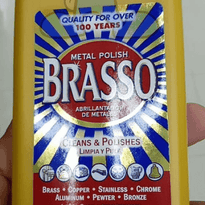 QUALITY FOR OVER
100 YEARS
METAL POLISH
BRASSO
ABRILLANTADOR
DE METALES
CLEANS & POLISHES
LIMPIA Y PULE
BRASS • COPPER • STAINLESS • CHROME
ALUMINUM • PEWTER • BRONZE